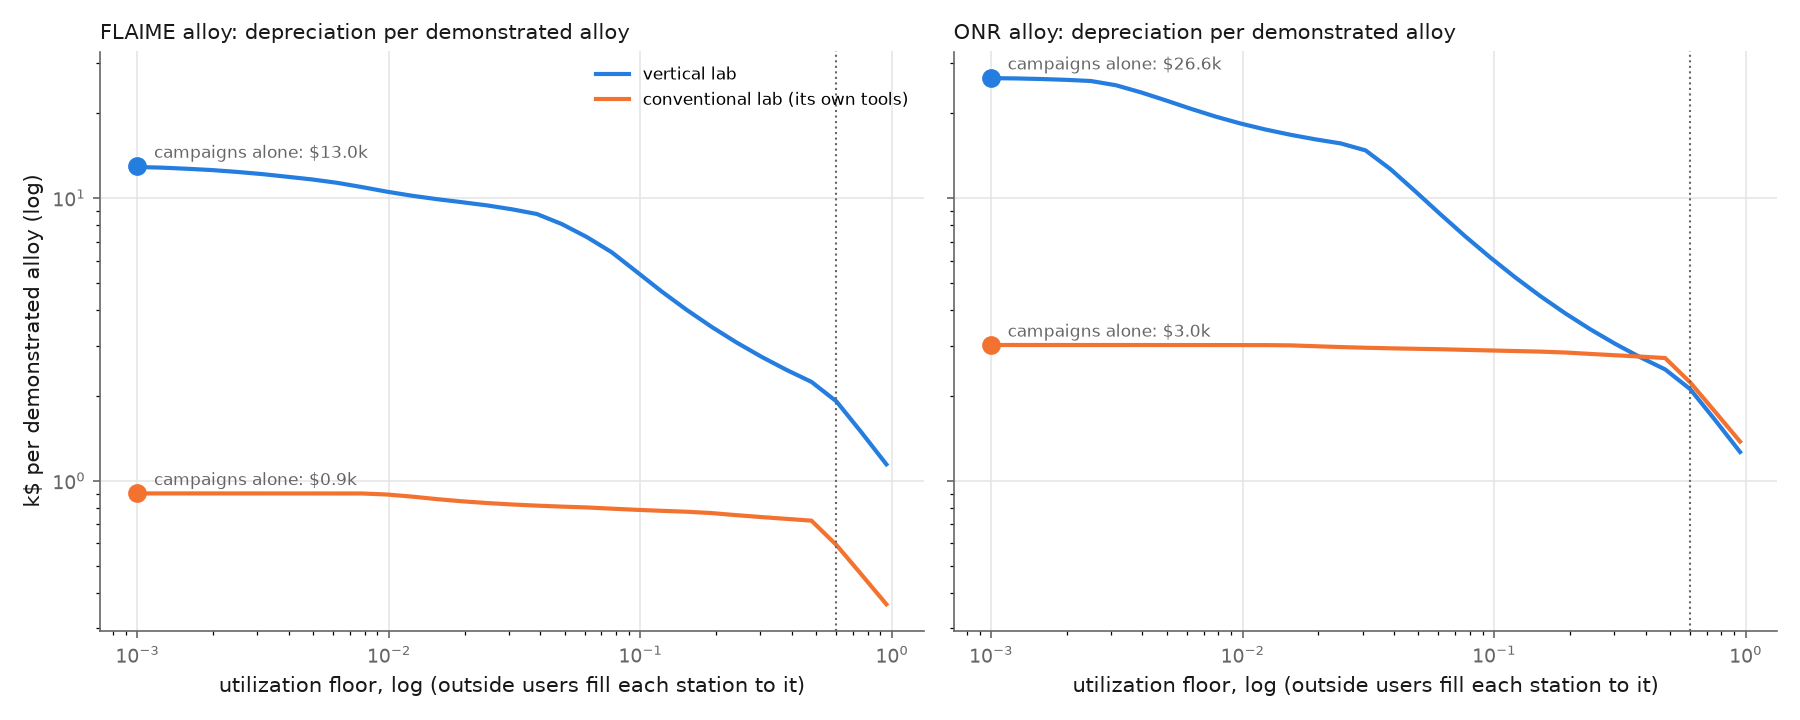 FLAIME alloy: depreciation per demonstrated alloy
vertical lab
conventional lab (its own tools)
campaigns alone: $13.0k
campaigns alone: $0.9k
k$ per demonstrated alloy (log)
10¹
10⁰
10⁻³
10⁻²
10⁻¹
10⁰
utilization floor, log (outside users fill each station to it)
ONR alloy: depreciation per demonstrated alloy
campaigns alone: $26.6k
campaigns alone: $3.0k
10⁻³
10⁻²
10⁻¹
10⁰
utilization floor, log (outside users fill each station to it)